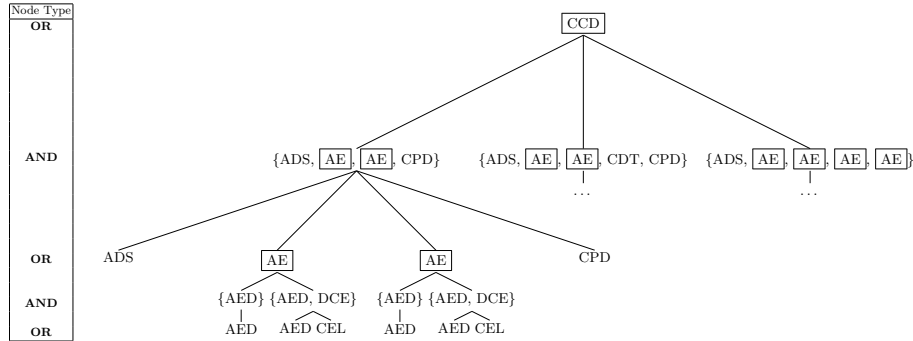 Node Type
OR CCD
AND {ADS, AE, AE, CPD} {ADS, AE, AE, CDT, CPD} {ADS, AE, AE, AE, AE}
... ...
OR ADS AE AE CPD
AND {AED} {AED, DCE} {AED} {AED, DCE}
OR AED AED CEL AED AED CEL